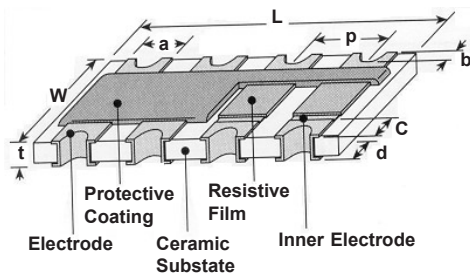 L
a
p
b
W
t
C
d
Protective
Coating
Resistive
Film
Electrode
Ceramic
Substate
Inner Electrode